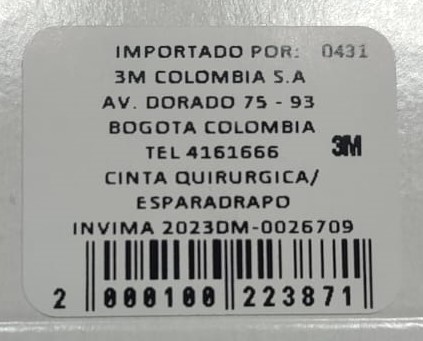 IMPORTADO POR: 0431
3M COLOMBIA S.A
AV. DORADO 75 - 93
BOGOTA COLOMBIA
TEL 4161666
3M
CINTA QUIRURGICA/
ESPARADRAPO
INVIMA 2023DM-0026709
2 000100 223871